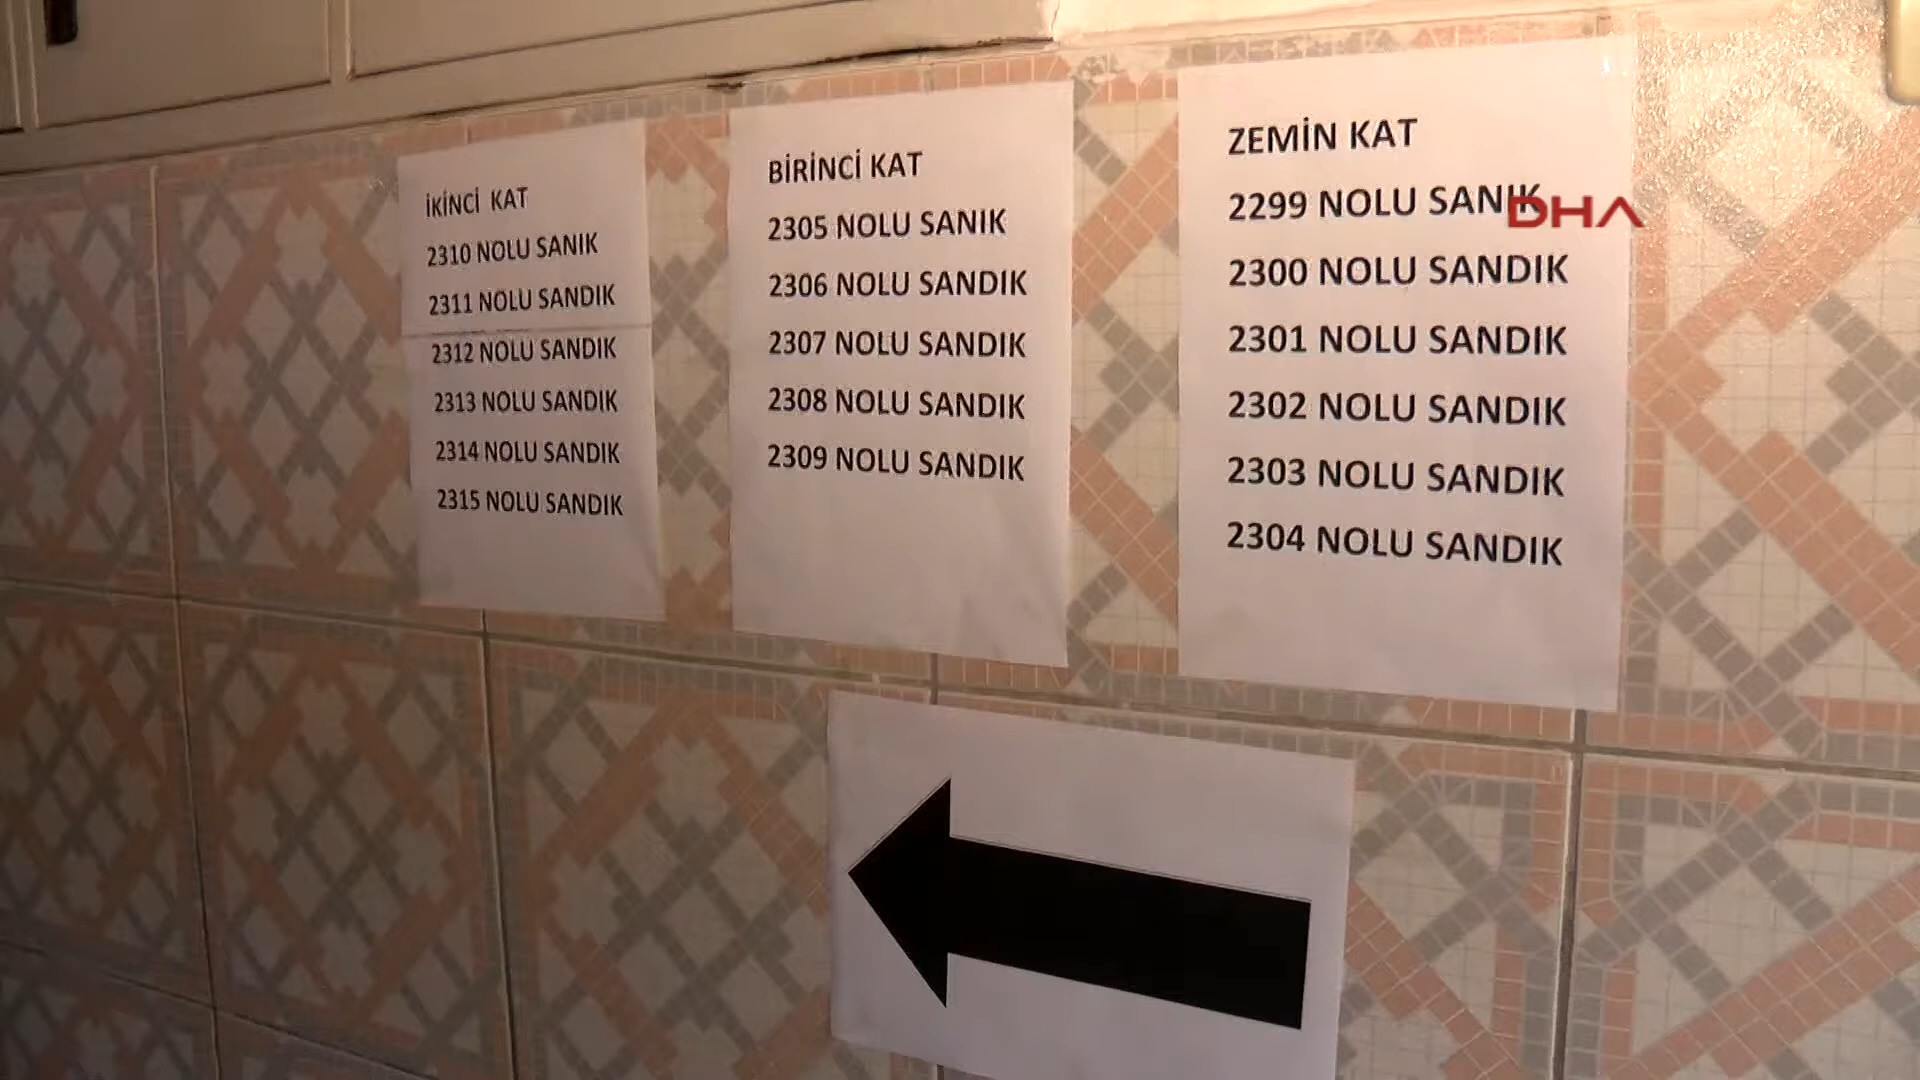 İKİNCİ KAT
2310 NOLU SANIK
2311 NOLU SANDIK
2312 NOLU SANDIK
2313 NOLU SANDIK
2314 NOLU SANDIK
2315 NOLU SANDIK
BİRİNCİ KAT
2305 NOLU SANIK
2306 NOLU SANDIK
2307 NOLU SANDIK
2308 NOLU SANDIK
2309 NOLU SANDIK
ZEMİN KAT
2299 NOLU SANIK
2300 NOLU SANDIK
2301 NOLU SANDIK
2302 NOLU SANDIK
2303 NOLU SANDIK
2304 NOLU SANDIK
DHA